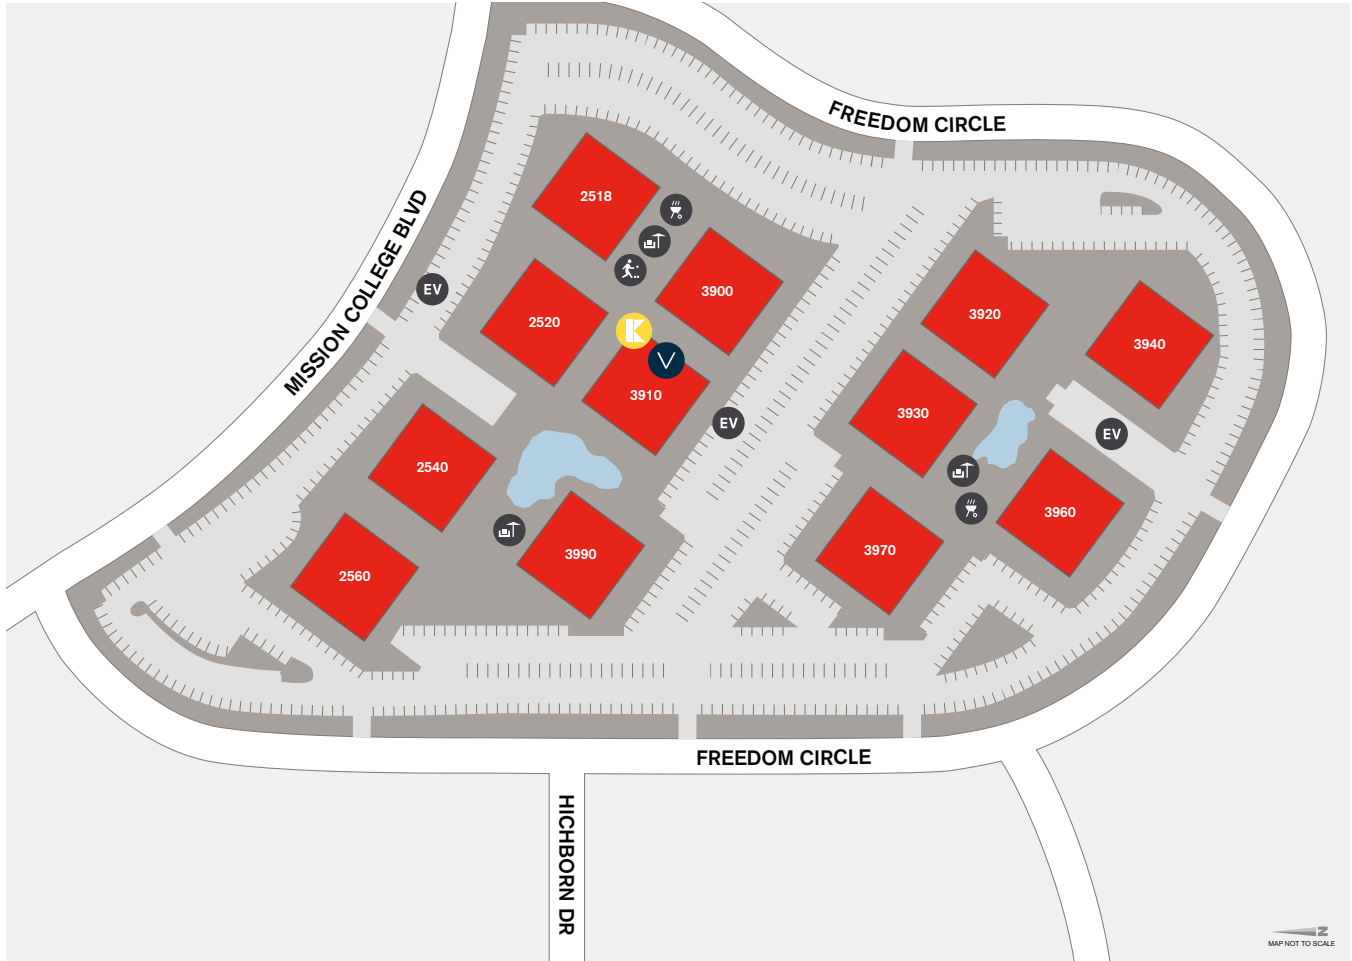 FREEDOM CIRCLE
MISSION COLLEGE BLVD
2518
3900
2520
3920
3940
EV
3910
3930
EV
EV
2540
3960
3990
3970
2560
FREEDOM CIRCLE
HICHBORN DR
N
MAP NOT TO SCALE